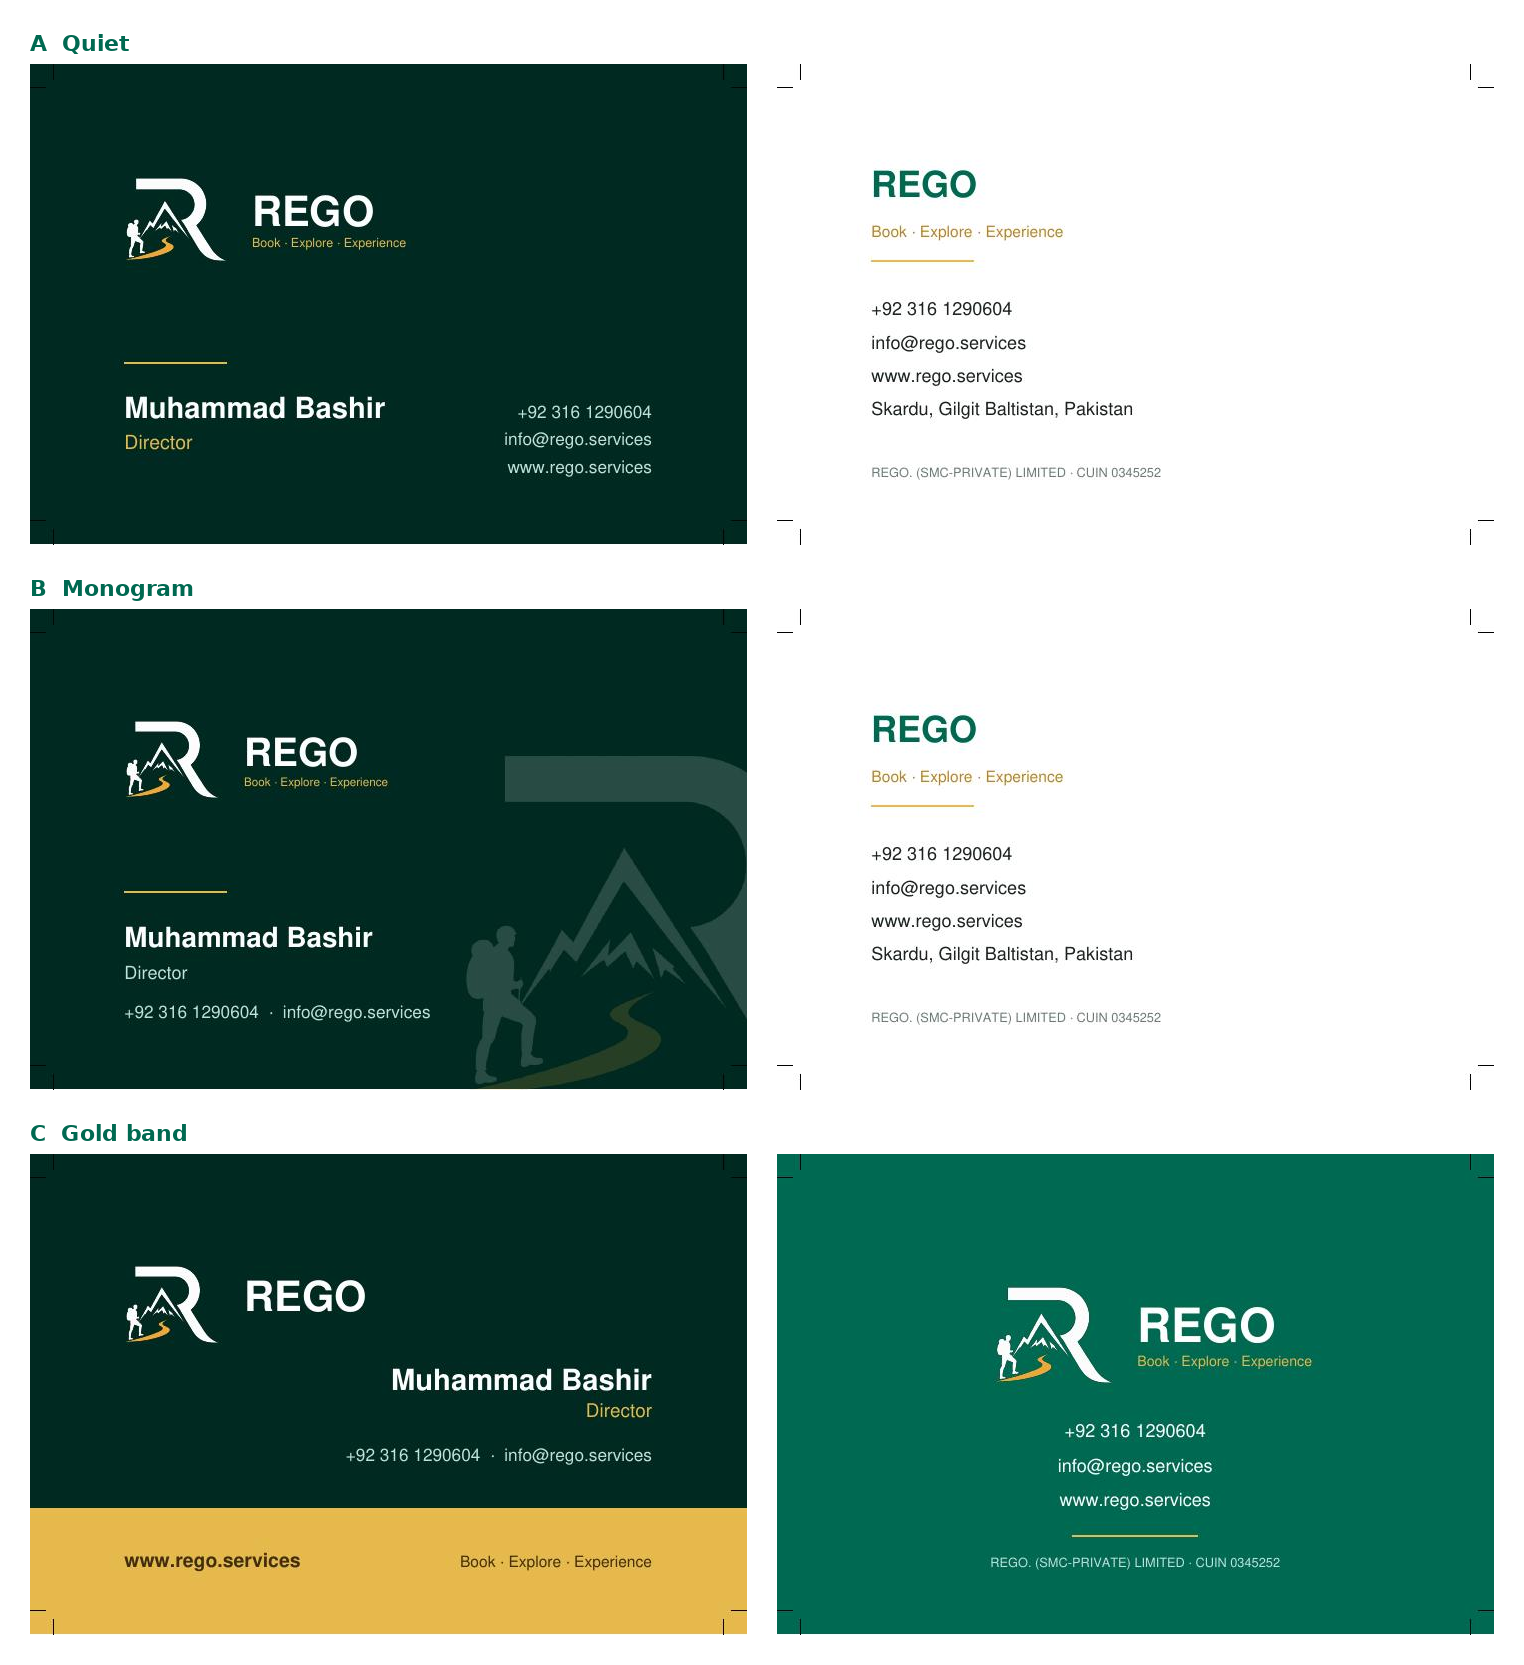 A Quiet
REGO
Book · Explore · Experience
Muhammad Bashir
Director
+92 316 1290604
info@rego.services
www.rego.services
REGO
Book · Explore · Experience
+92 316 1290604
info@rego.services
www.rego.services
Skardu, Gilgit Baltistan, Pakistan
REGO. (SMC-PRIVATE) LIMITED · CUIN 0345252
B Monogram
REGO
Book · Explore · Experience
Muhammad Bashir
Director
+92 316 1290604 · info@rego.services
REGO
Book · Explore · Experience
+92 316 1290604
info@rego.services
www.rego.services
Skardu, Gilgit Baltistan, Pakistan
REGO. (SMC-PRIVATE) LIMITED · CUIN 0345252
C Gold band
REGO
Muhammad Bashir
Director
+92 316 1290604 · info@rego.services
www.rego.services
Book · Explore · Experience
REGO
Book · Explore · Experience
+92 316 1290604
info@rego.services
www.rego.services
REGO. (SMC-PRIVATE) LIMITED · CUIN 0345252